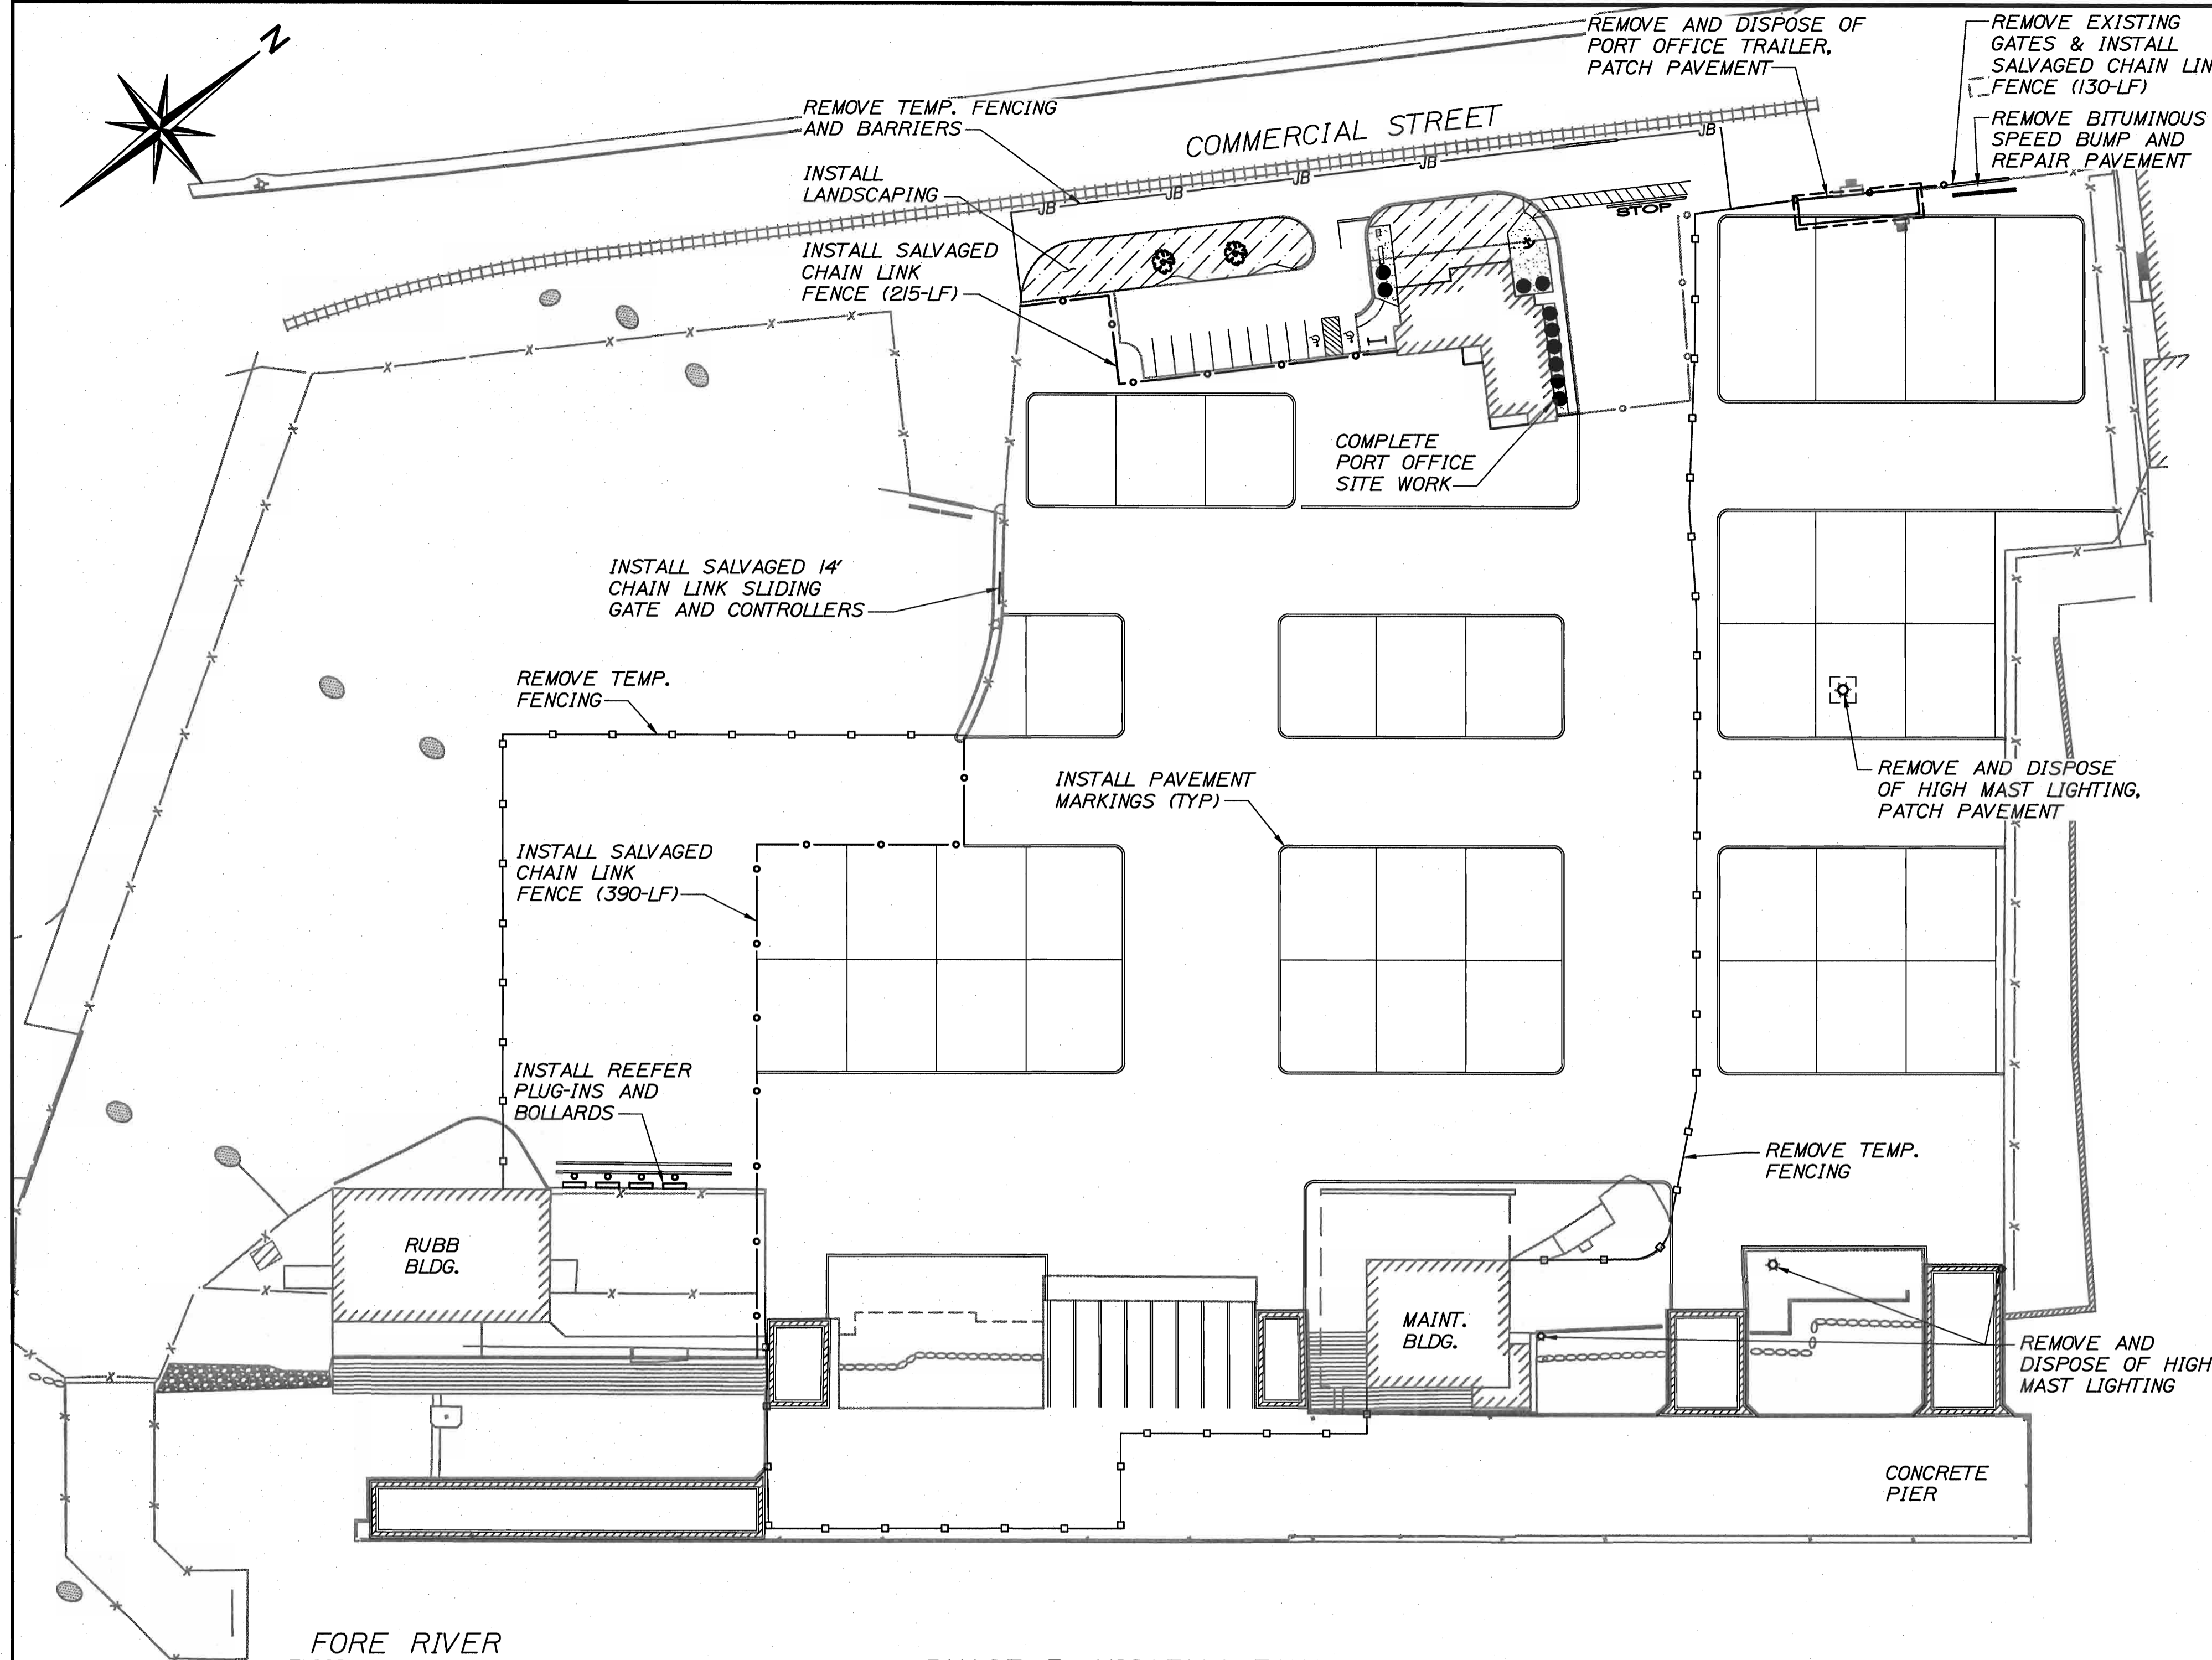 N
REMOVE AND DISPOSE OF
PORT OFFICE TRAILER,
PATCH PAVEMENT
REMOVE EXISTING
GATES & INSTALL
SALVAGED CHAIN LIN
FENCE (130-LF)
REMOVE BITUMINOUS
SPEED BUMP AND
REPAIR PAVEMENT
REMOVE TEMP. FENCING
AND BARRIERS
COMMERCIAL STREET
JB
JB
JB
JB
JB
INSTALL
LANDSCAPING
STOP
INSTALL SALVAGED
CHAIN LINK
FENCE (215-LF)
COMPLETE
PORT OFFICE
SITE WORK
INSTALL SALVAGED 14'
CHAIN LINK SLIDING
GATE AND CONTROLLERS
REMOVE TEMP.
FENCING
INSTALL PAVEMENT
MARKINGS (TYP)
REMOVE AND DISPOSE
OF HIGH MAST LIGHTING,
PATCH PAVEMENT
INSTALL SALVAGED
CHAIN LINK
FENCE (390-LF)
INSTALL REEFER
PLUG-INS AND
BOLLARDS
REMOVE TEMP.
FENCING
RUBB
BLDG.
MAINT.
BLDG.
REMOVE AND
DISPOSE OF HIGH
MAST LIGHTING
CONCRETE
PIER
FORE RIVER